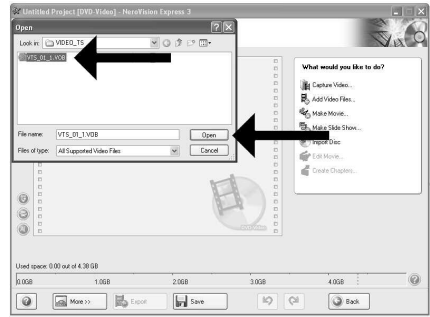 Untitled Project [DVD-Video] - NeroVision Express 3
Open
Look in: VIDEO_TS
VTS_01_1.VOB
File name: VTS_01_1.VOB
Open
Files of type: All Supported Video Files
Cancel
What would you like to do?
Capture Video...
Add Video Files...
Make Movie...
Make Slide Show...
Import Disc
Edit Movie...
Create Chapters...
Used space: 0.00 out of 4.38 GB
0.0GB 1.0GB 2.0GB 3.0GB 4.0GB
More >>
Export
Save
Back